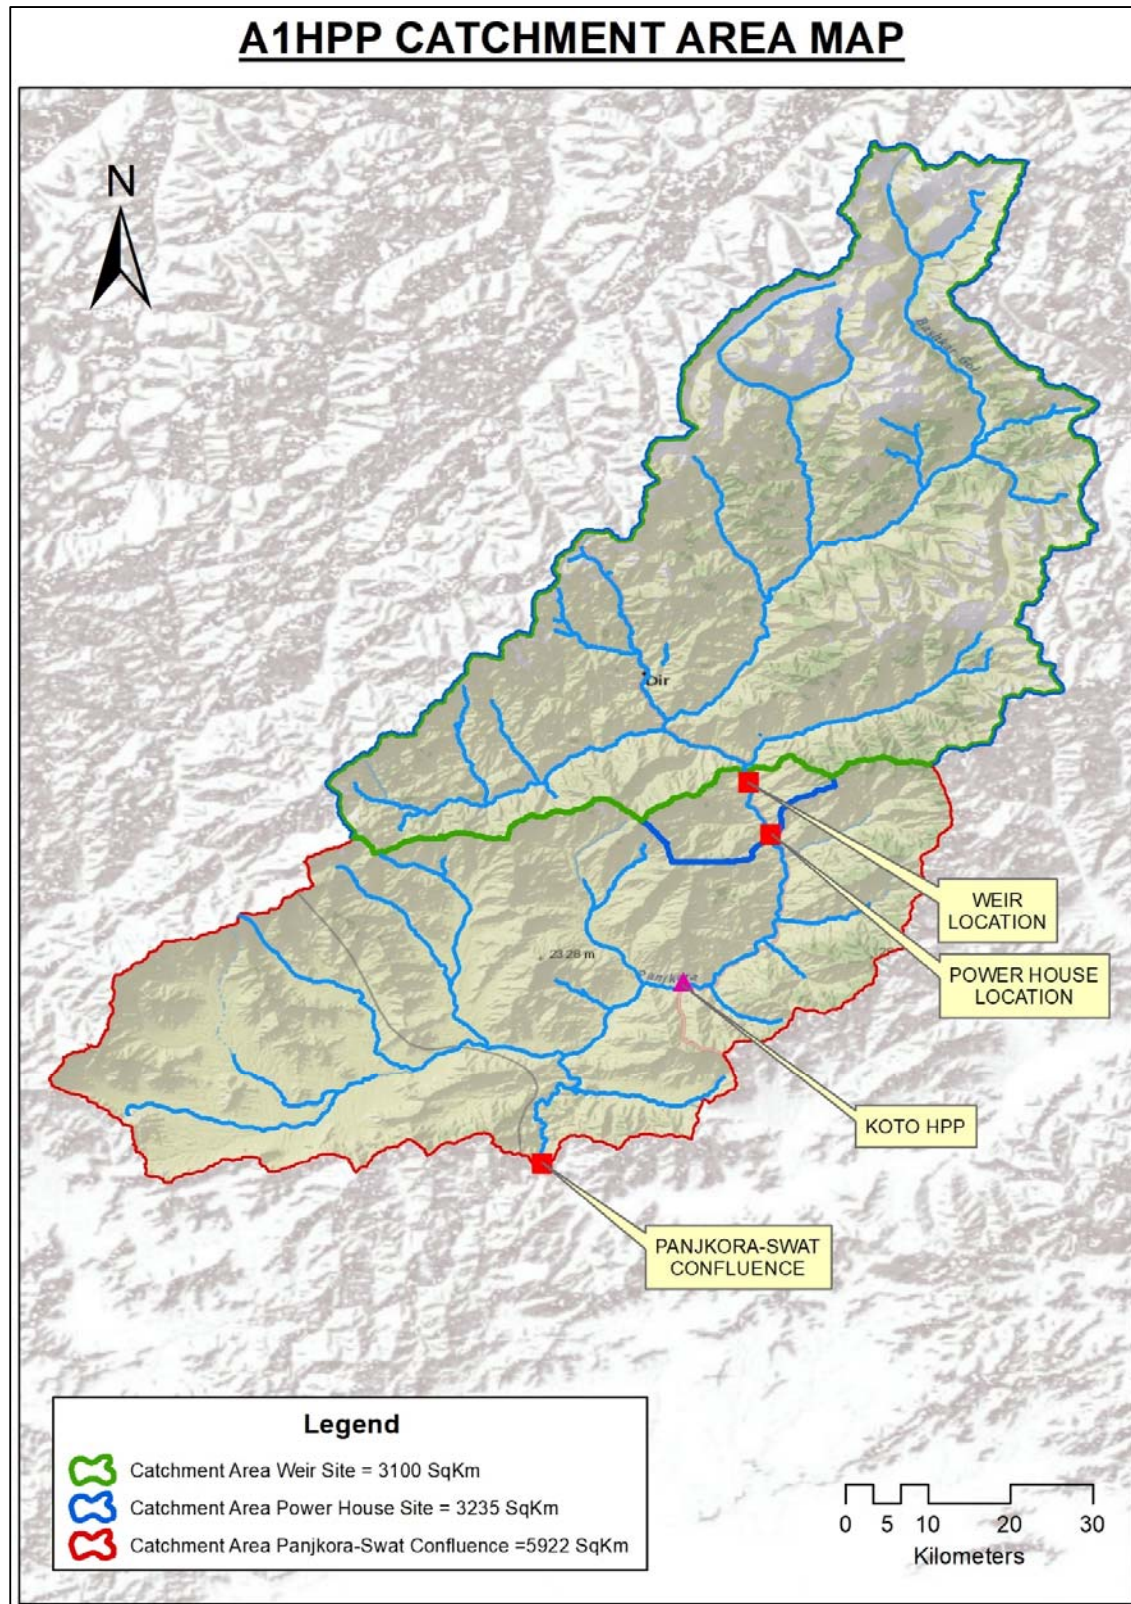 A1HPP CATCHMENT AREA MAP
N
Dir
23.28 m
Panjkora
WEIR
LOCATION
POWER HOUSE
LOCATION
KOTO HPP
PANJKORA-SWAT
CONFLUENCE
Legend
Catchment Area Weir Site = 3100 SqKm
Catchment Area Power House Site = 3235 SqKm
Catchment Area Panjkora-Swat Confluence =5922 SqKm
0 5 10 20 30
Kilometers